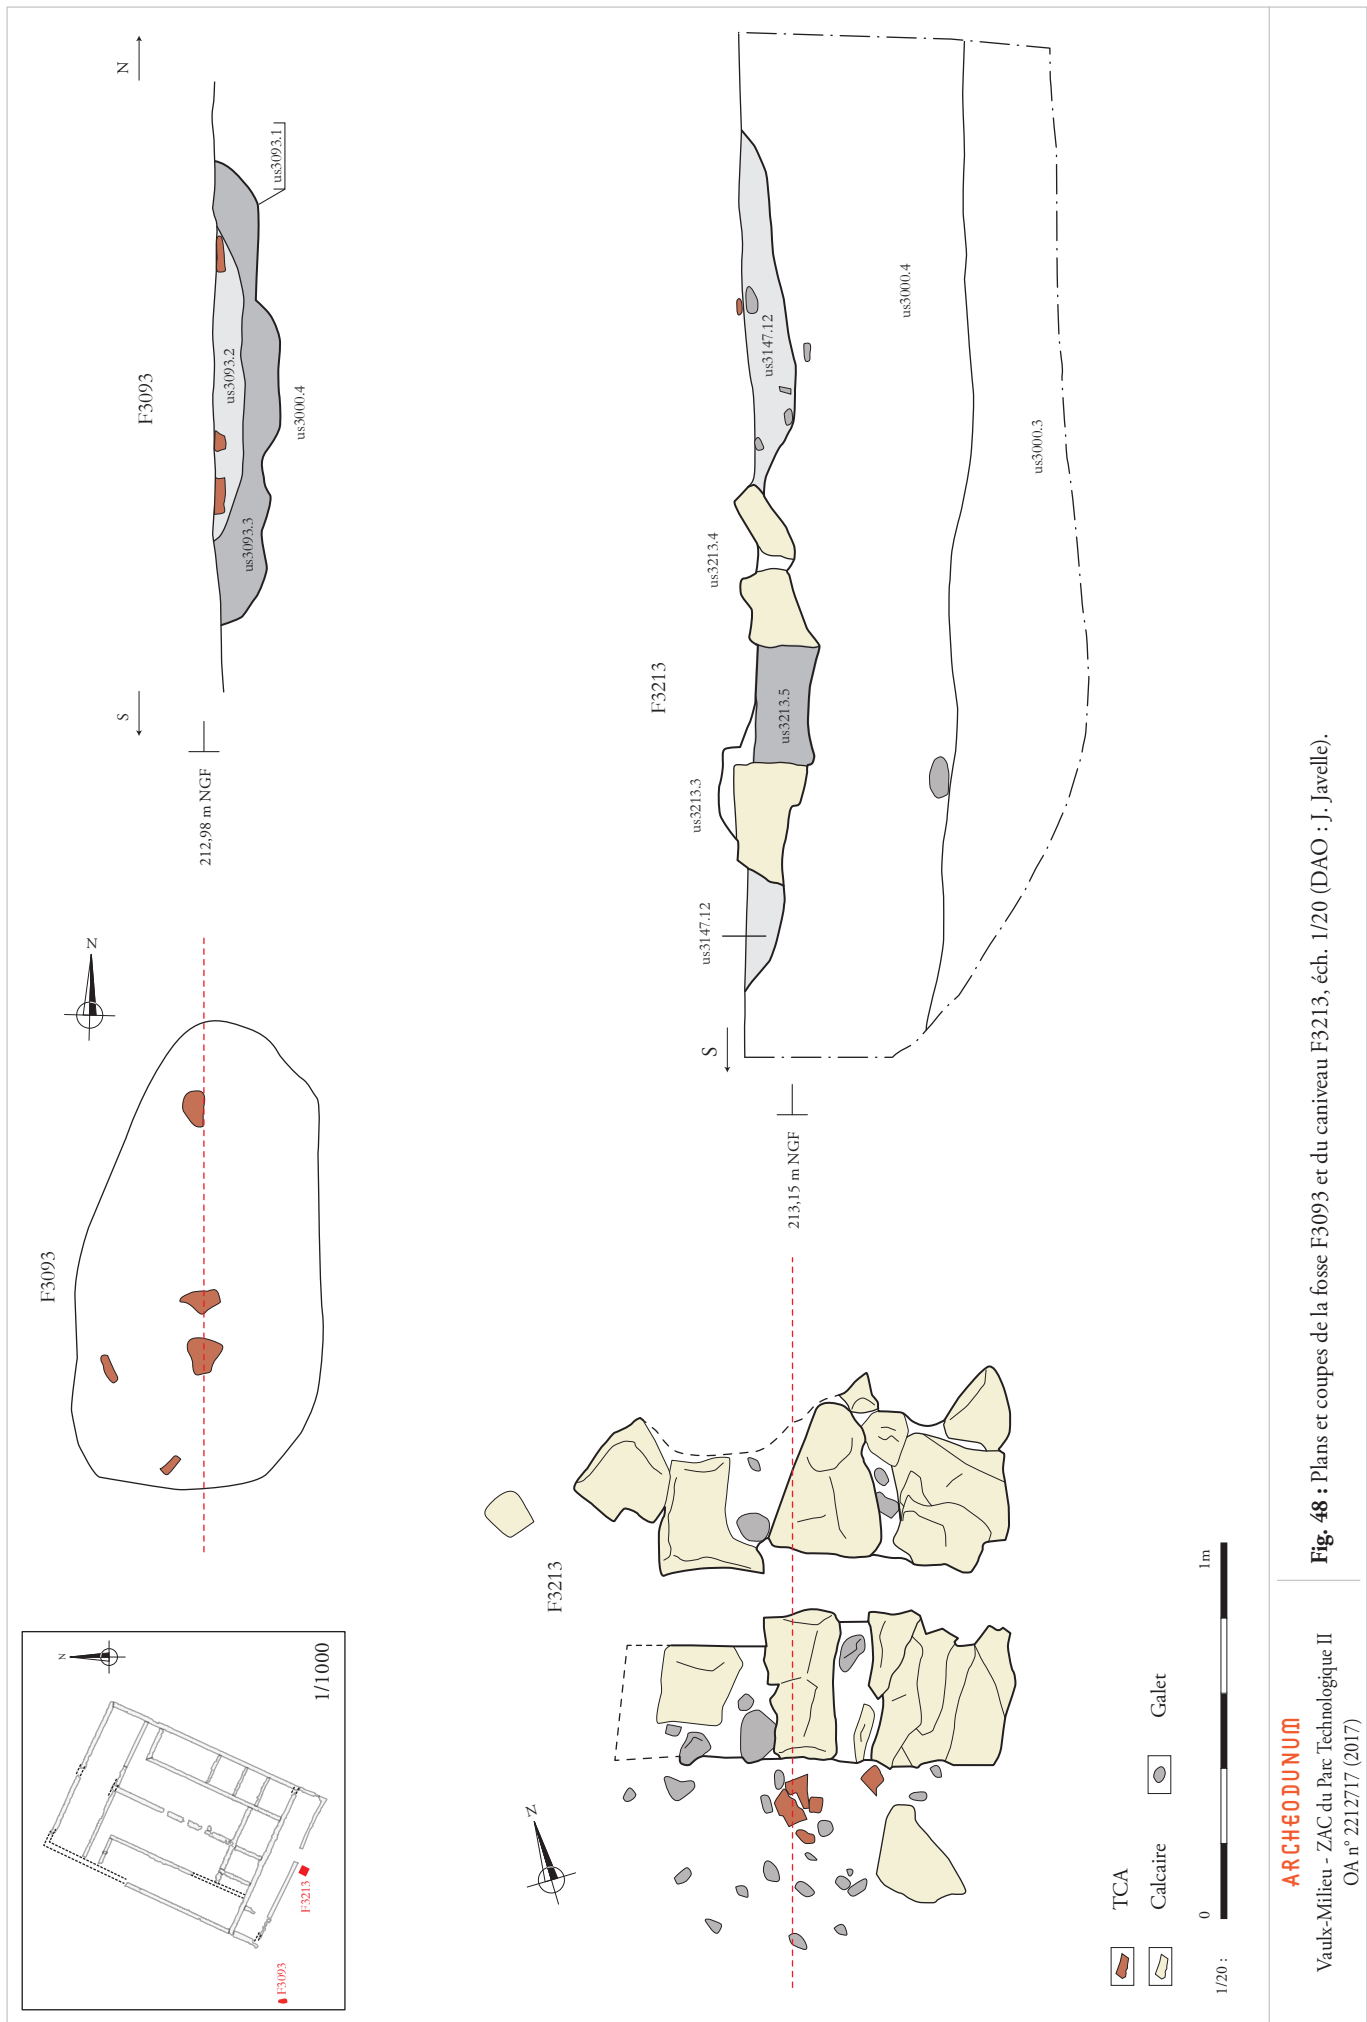 N
1/1000
F3213
F3093
F3093
N
212,98 m NGF
S
N
F3093
us3093.1
us3093.2
us3093.3
us3000.4
F3213
N
213,15 m NGF
S
F3213
us3147.12
us3213.3
us3213.5
us3213.4
us3147.12
us3000.4
us3000.3
TCA
Calcaire
Galet
1/20 :
0
1m
ARCHEODUNUM
Vaulx-Milieu - ZAC du Parc Technologique II
OA n° 2212717 (2017)
Fig. 48 : Plans et coupes de la fosse F3093 et du caniveau F3213, éch. 1/20 (DAO : J. Javelle).